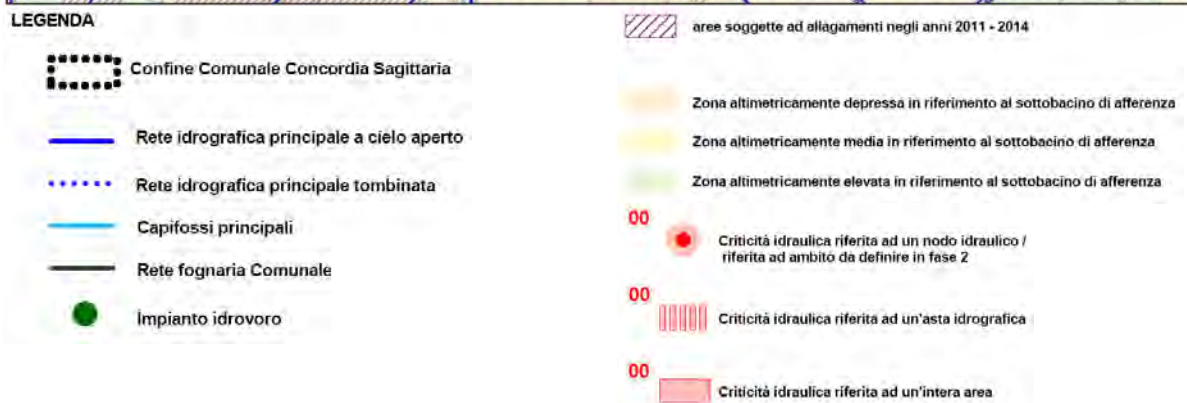 LEGENDA
Confine Comunale Concordia Sagittaria
Rete idrografica principale a cielo aperto
Rete idrografica principale tombinata
Capifossi principali
Rete fognaria Comunale
Impianto idrovoro
aree soggette ad allagamenti negli anni 2011 - 2014
Zona altimetricamente depressa in riferimento al sottobacino di afferenza
Zona altimetricamente media in riferimento al sottobacino di afferenza
Zona altimetricamente elevata in riferimento al sottobacino di afferenza
00
Criticità idraulica riferita ad un nodo idraulico /
riferita ad ambito da definire in fase 2
00
Criticità idraulica riferita ad un'asta idrografica
00
Criticità idraulica riferita ad un'intera area